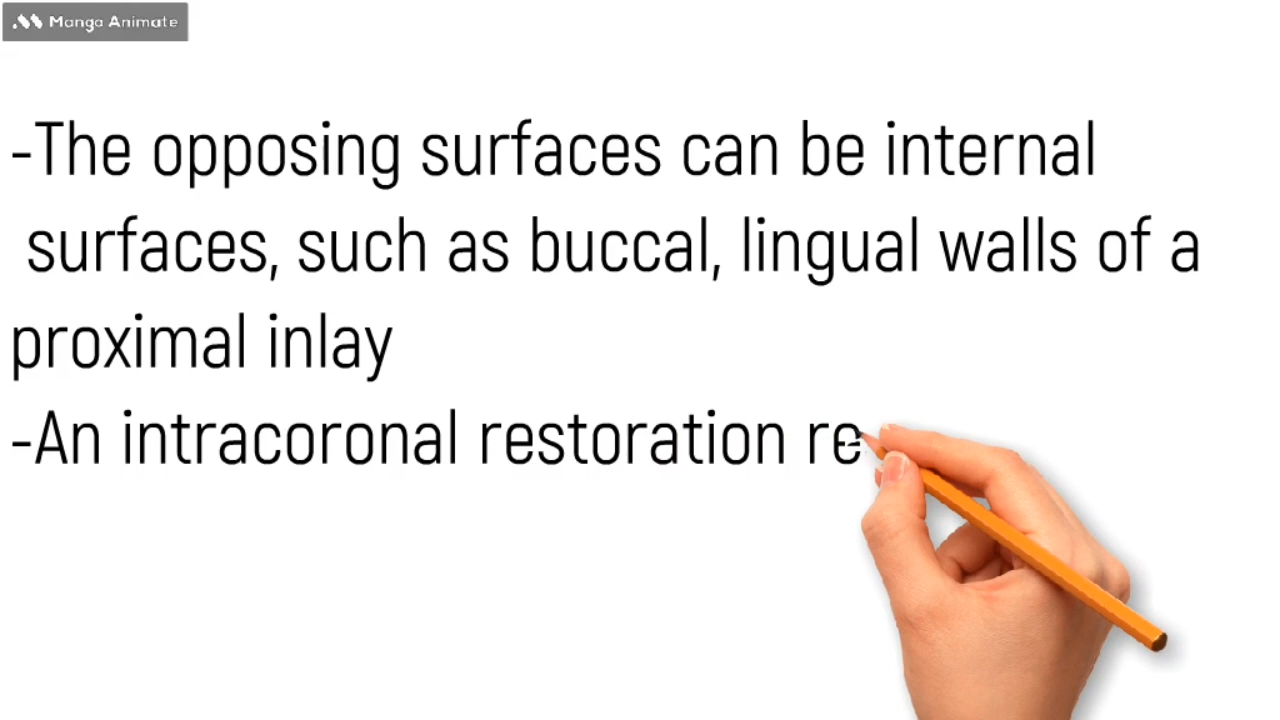 Manga Animate
-The opposing surfaces can be internal
surfaces, such as buccal, lingual walls of a
proximal inlay
-An intracoronal restoration re